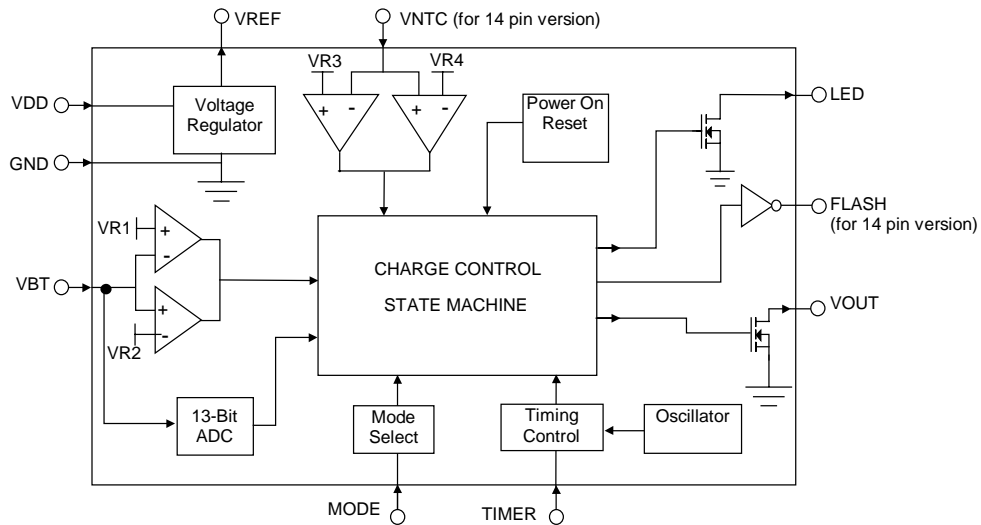 VREF
VNTC (for 14 pin version)
VR3
VR4
+
-
+
-
VDD
Voltage
Regulator
Power On
Reset
LED
GND
FLASH
(for 14 pin version)
VR1
+
-
VBT
CHARGE CONTROL
STATE MACHINE
+
-
VR2
VOUT
13-Bit
ADC
Mode
Select
Timing
Control
Oscillator
MODE
TIMER